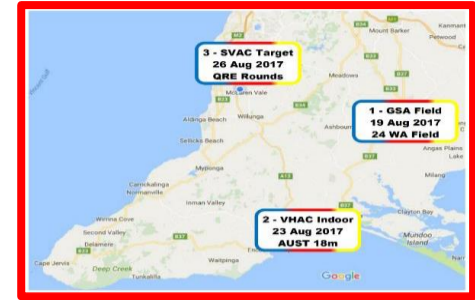 Mount Barker
Kanmantoo
Petwood
3 - SVAC Target
26 Aug 2017
QRE Rounds
Meadows
McLaren Vale
1 - GSA Field
19 Aug 2017
24 WA Field
Aldinga Beach
Willunga
Ashbour
Sellicks Beach
Angas Plains
Lake
Myponga
Milang
Carrickalinga
Normanville
Inman Valley
2 - VHAC Indoor
23 Aug 2017
AUST 18m
Clayton Bay
Wirrina Cove
Second Valley
Delamere
Mundoo
Island
Waitpinga
Cape Jervis
Deep Creek
Tunkalilla
Google